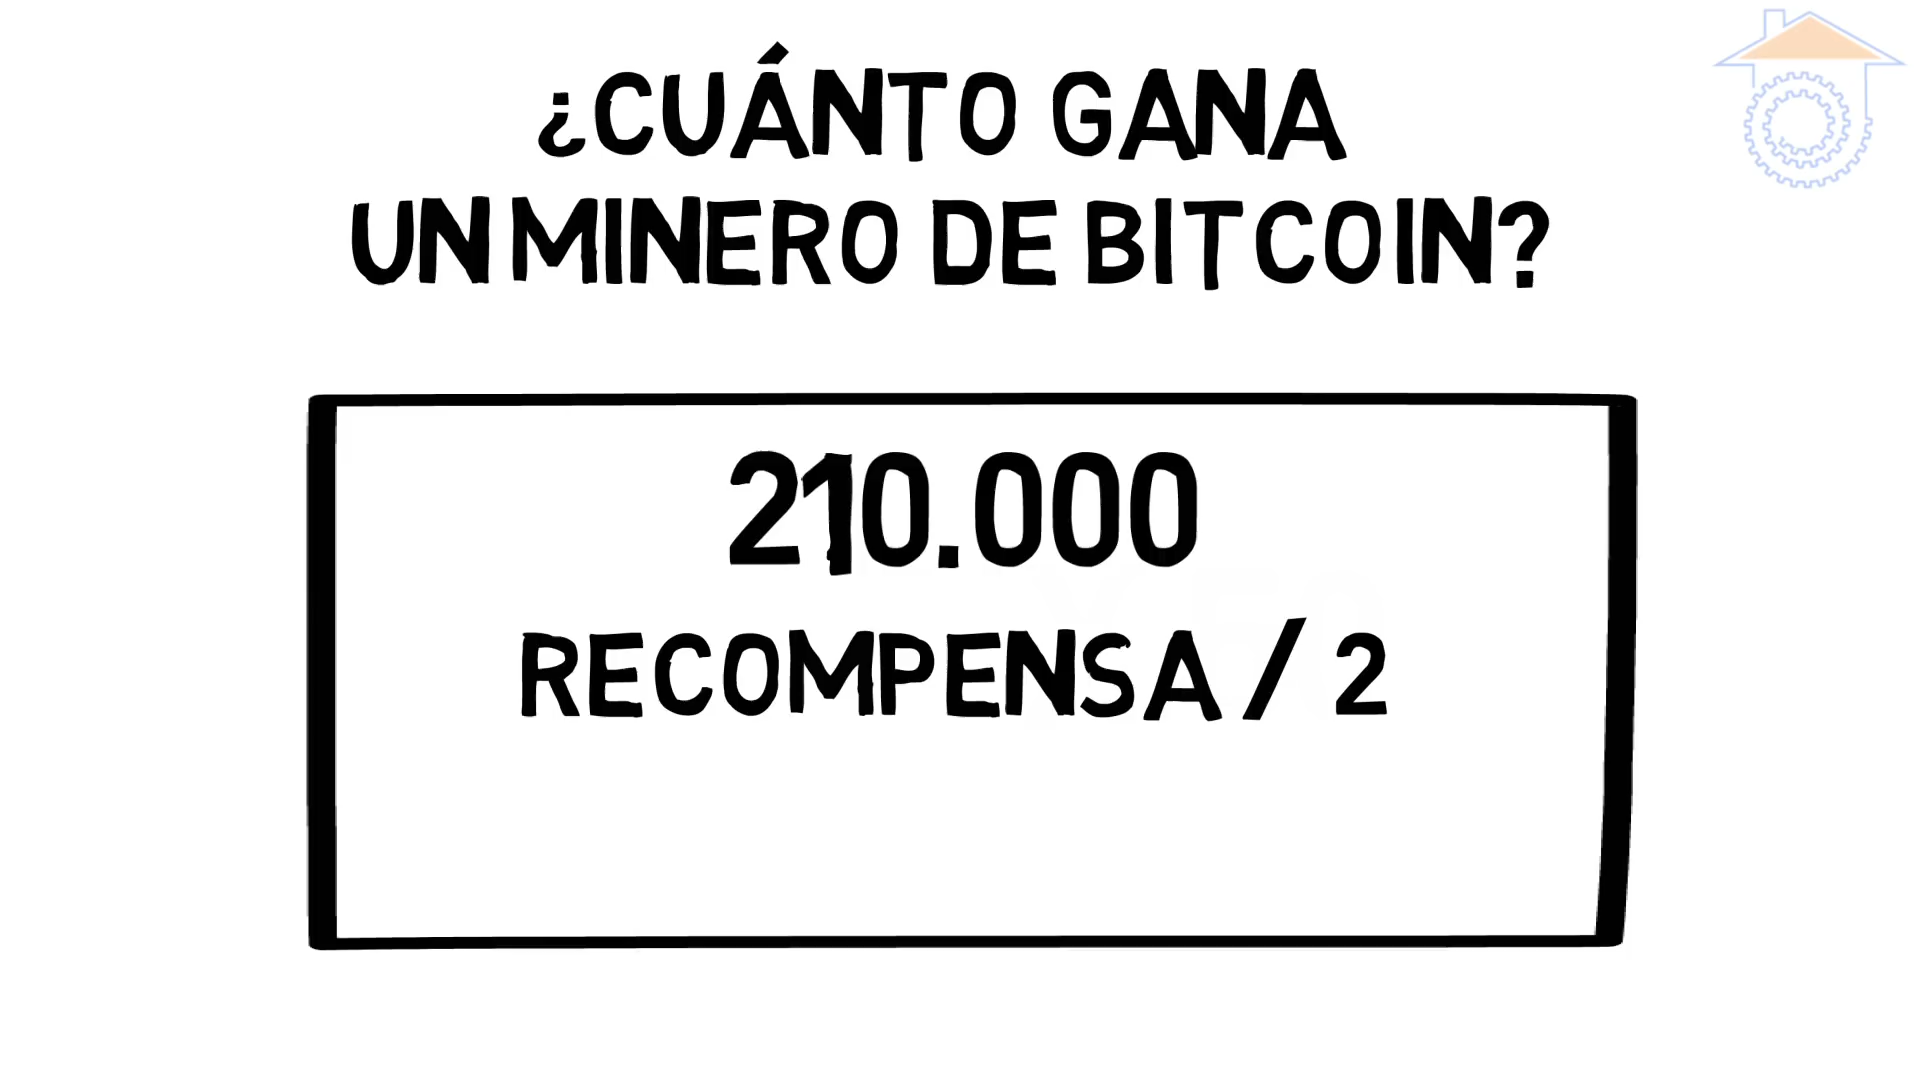 ¿CUÁNTO GANA
UN MINERO DE BITCOIN?
210.000
RECOMPENSA / 2